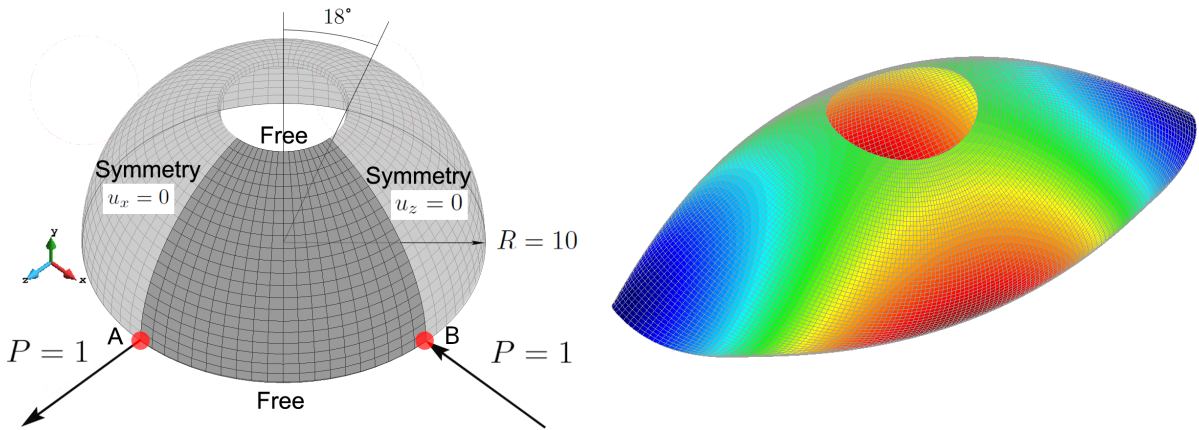 18°
Free
Symmetry
u_x = 0
Symmetry
u_z = 0
R = 10
y
z
x
A
B
P = 1
P = 1
Free